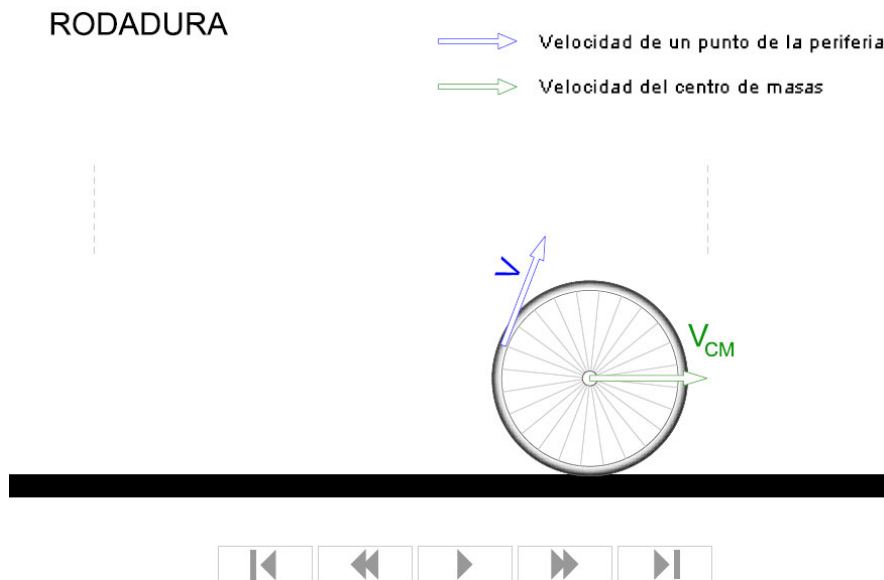 RODADURA
Velocidad de un punto de la periferia
Velocidad del centro de masas
V
VCM